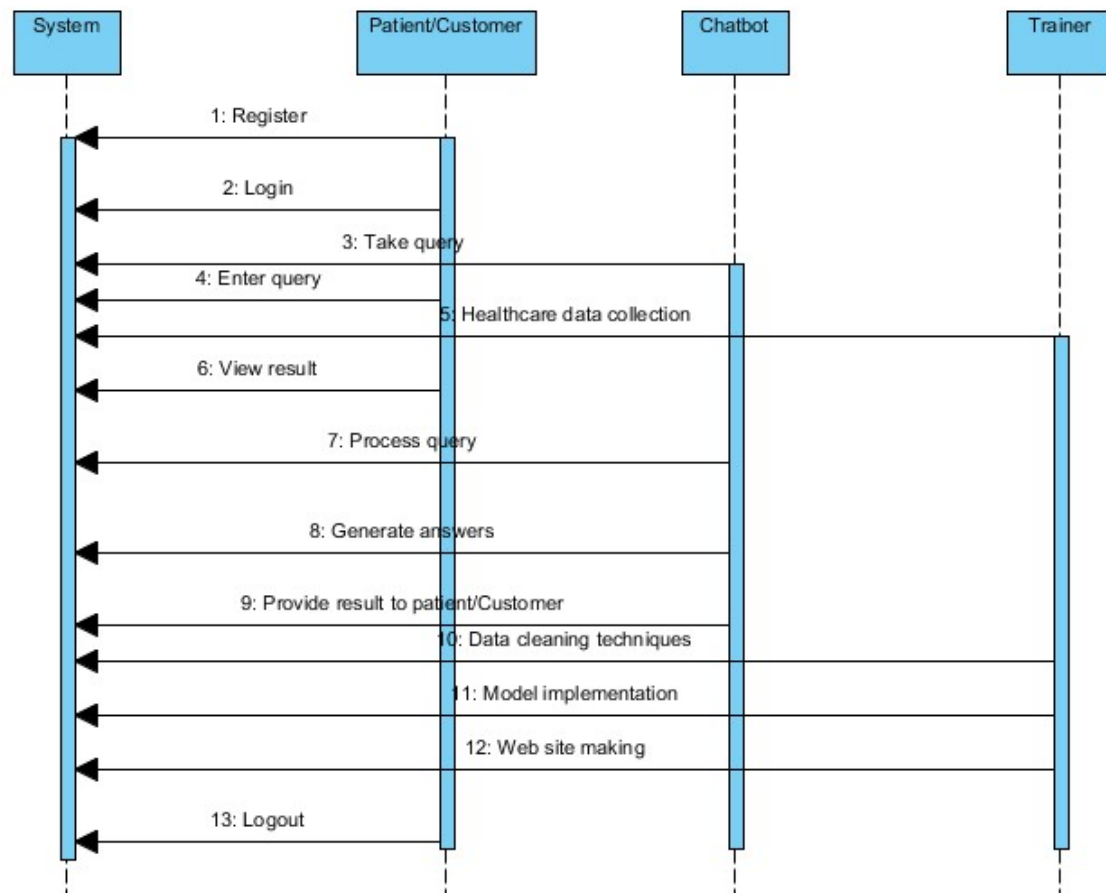 System
Patient/Customer
Chatbot
Trainer
1: Register
2: Login
3: Take query
4: Enter query
5: Healthcare data collection
6: View result
7: Process query
8: Generate answers
9: Provide result to patient/Customer
10: Data cleaning techniques
11: Model implementation
12: Web site making
13: Logout